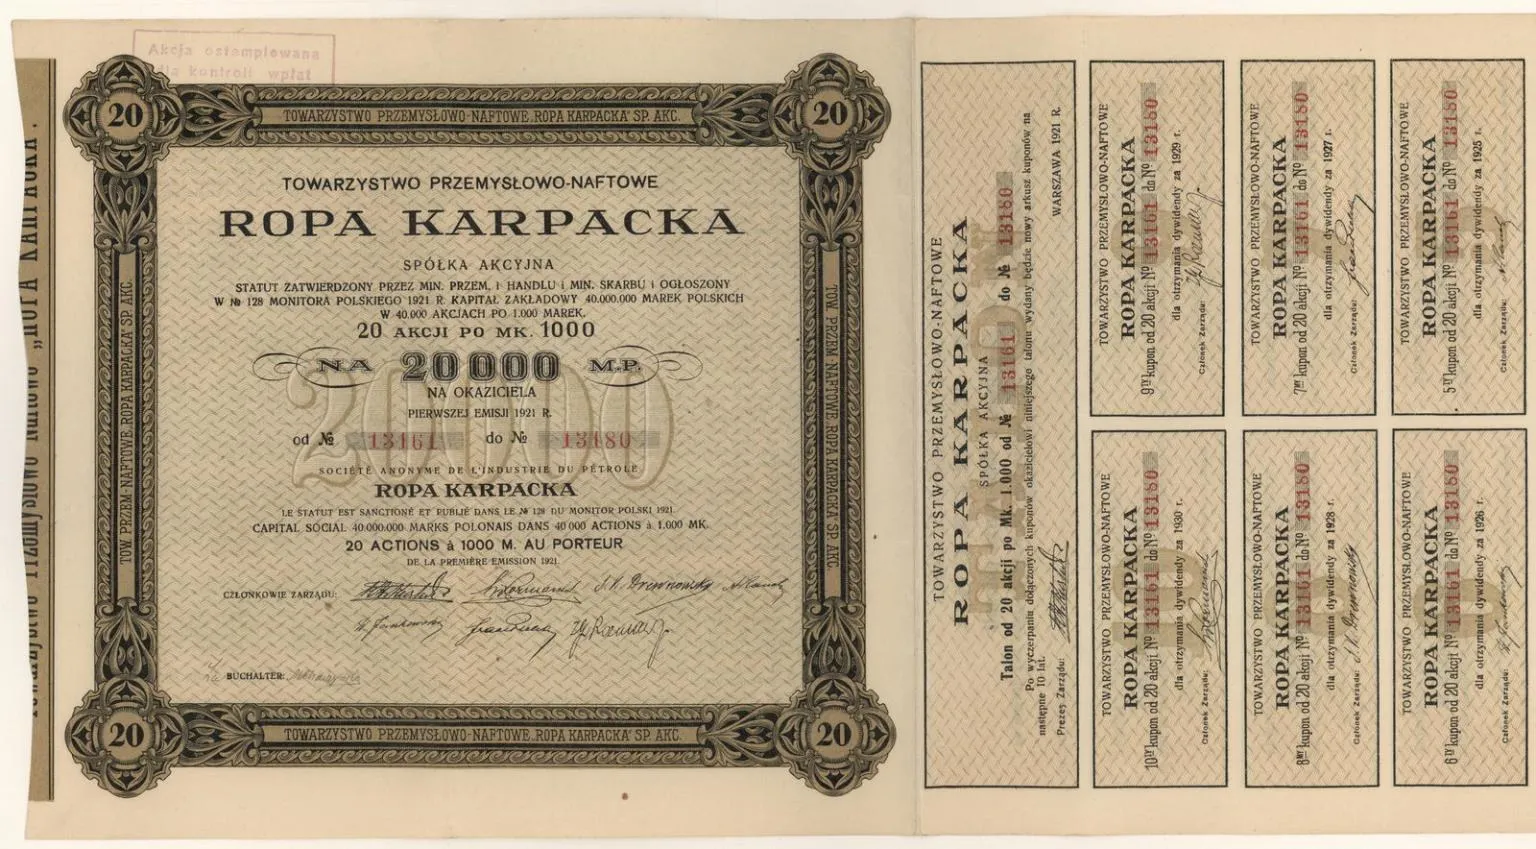 Akcja ostemplowana
dla kontroli wpłat
TOWARZYSTWO PRZEMYSŁOWO-NAFTOWE „ROPA KARPACKA" SP. AKC.
20
20
TOWARZYSTWO PRZEMYSŁOWO-NAFTOWE
ROPA KARPACKA
SPÓŁKA AKCYJNA
STATUT ZATWIERDZONY PRZEZ MIN. PRZEM. I HANDLU I MIN. SKARBU I OGŁOSZONY
W № 128 MONITORA POLSKIEGO 1921 R. KAPITAŁ ZAKŁADOWY 40.000.000 MAREK POLSKICH
W 40.000 AKCJACH PO 1.000 MAREK.
20 AKCJI PO MK. 1000
NA 20000 M.P.
NA OKAZICIELA
PIERWSZEJ EMISJI 1921 R.
od № 13161 do № 13180
SOCIÉTÉ ANONYME DE L'INDUSTRIE DU PÉTROLE
ROPA KARPACKA
LE STATUT EST SANCTIONÉ ET PUBLIÉ DANS LE № 128 DU MONITOR POLSKI 1921.
CAPITAL SOCIAL 40.000.000 MARKS POLONAIS DANS 40000 ACTIONS à 1.000 MK.
20 ACTIONS à 1000 M. AU PORTEUR
DE LA PREMIÈRE EMISSION 1921.
CZŁONKOWIE ZARZĄDU:
BUCHALTER:
TOW. PRZEM.-NAFTOWE „ROPA KARPACKA" SP. AKC.
TOW. PRZEM.-NAFTOWE „ROPA KARPACKA" SP. AKC.
20
20
TOWARZYSTWO PRZEMYSŁOWO-NAFTOWE „ROPA KARPACKA" SP. AKC.
Towarzystwo Przemysłowo Naftowe „ROPA KARPACKA".
TOWARZYSTWO PRZEMYSŁOWO-NAFTOWE
ROPA KARPACKA
SPÓŁKA AKCYJNA
TALON
Talon od 20 akcji po Mk. 1.000 od № 13161 do № 13180
Po wyczerpaniu dołączonych kuponów okazicielowi niniejszego talonu wydany będzie nowy arkusz kuponów na
następne 10 lat.
WARSZAWA 1921 R.
Prezes Zarządu:
TOWARZYSTWO PRZEMYSŁOWO-NAFTOWE
ROPA KARPACKA
9ty kupon od 20 akcji № 13161 do № 13180
dla otrzymania dywidendy za 1929 r.
Członek Zarządu:
TOWARZYSTWO PRZEMYSŁOWO-NAFTOWE
ROPA KARPACKA
7my kupon od 20 akcji № 13161 do № 13180
dla otrzymania dywidendy za 1927 r.
Członek Zarządu:
TOWARZYSTWO PRZEMYSŁOWO-NAFTOWE
ROPA KARPACKA
5ty kupon od 20 akcji № 13161 do № 13180
dla otrzymania dywidendy za 1925 r.
Członek Zarządu:
TOWARZYSTWO PRZEMYSŁOWO-NAFTOWE
ROPA KARPACKA
10ty kupon od 20 akcji № 13161 do № 13180
dla otrzymania dywidendy za 1930 r.
Członek Zarządu:
TOWARZYSTWO PRZEMYSŁOWO-NAFTOWE
ROPA KARPACKA
8my kupon od 20 akcji № 13161 do № 13180
dla otrzymania dywidendy za 1928 r.
Członek Zarządu:
TOWARZYSTWO PRZEMYSŁOWO-NAFTOWE
ROPA KARPACKA
6ty kupon od 20 akcji № 13161 do № 13180
dla otrzymania dywidendy za 1926 r.
Członek Zarządu: